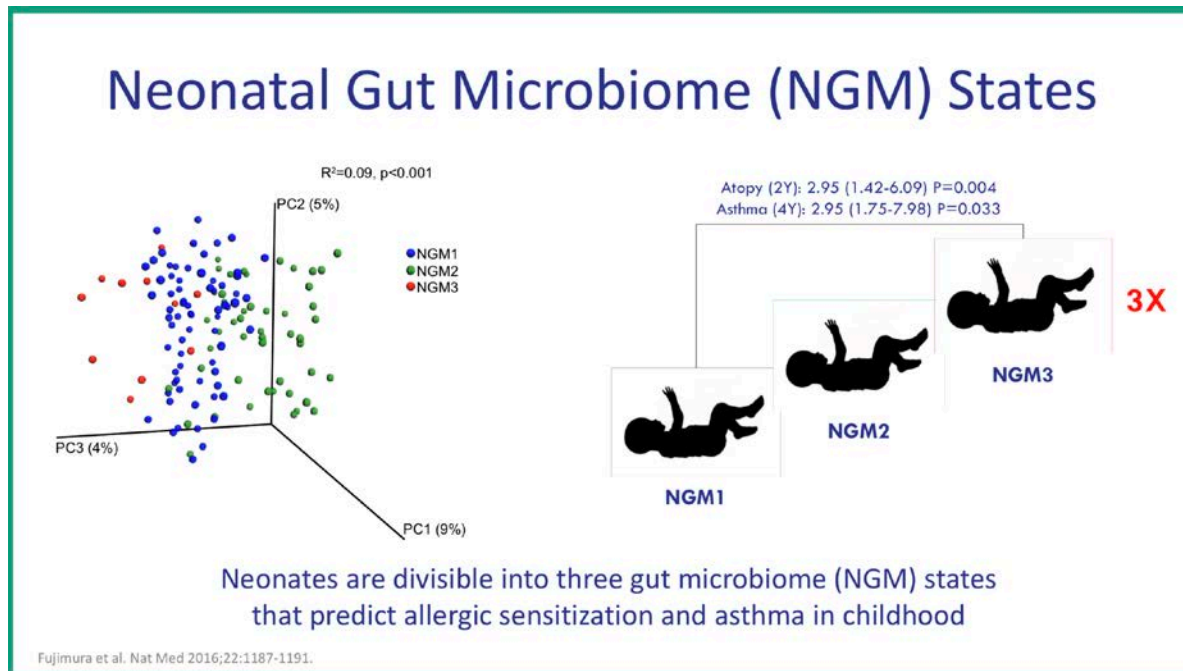 Neonatal Gut Microbiome (NGM) States
R²=0.09, p<0.001
PC2 (5%)
NGM1
NGM2
NGM3
PC3 (4%)
PC1 (9%)
Atopy (2Y): 2.95 (1.42-6.09) P=0.004
Asthma (4Y): 2.95 (1.75-7.98) P=0.033
3X
NGM3
NGM2
NGM1
Neonates are divisible into three gut microbiome (NGM) states
that predict allergic sensitization and asthma in childhood
Fujimura et al. Nat Med 2016;22:1187-1191.